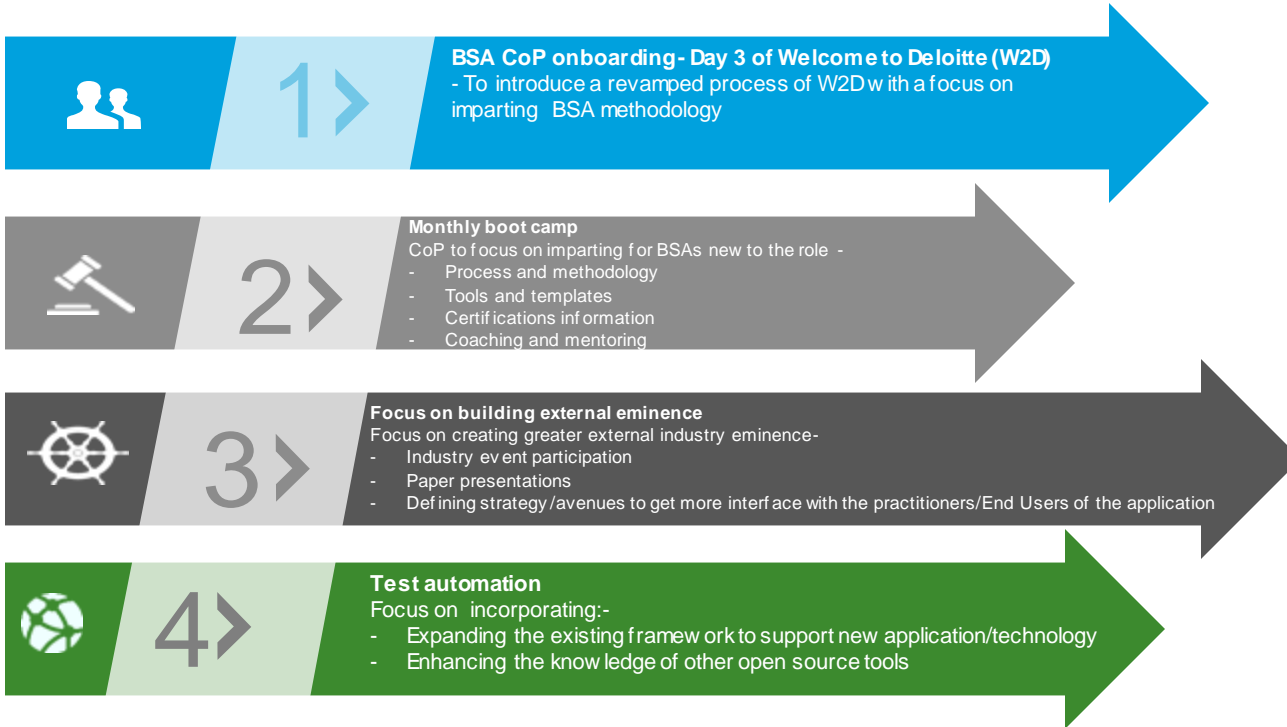 1
BSA CoP onboarding- Day 3 of Welcome to Deloitte (W2D)
- To introduce a revamped process of W2D with a focus on
imparting BSA methodology
2
Monthly boot camp
CoP to focus on imparting for BSAs new to the role -
- Process and methodology
- Tools and templates
- Certifications information
- Coaching and mentoring
3
Focus on building external eminence
Focus on creating greater external industry eminence-
- Industry event participation
- Paper presentations
- Defining strategy/avenues to get more interface with the practitioners/End Users of the application
4
Test automation
Focus on incorporating:-
- Expanding the existing framework to support new application/technology
- Enhancing the knowledge of other open source tools